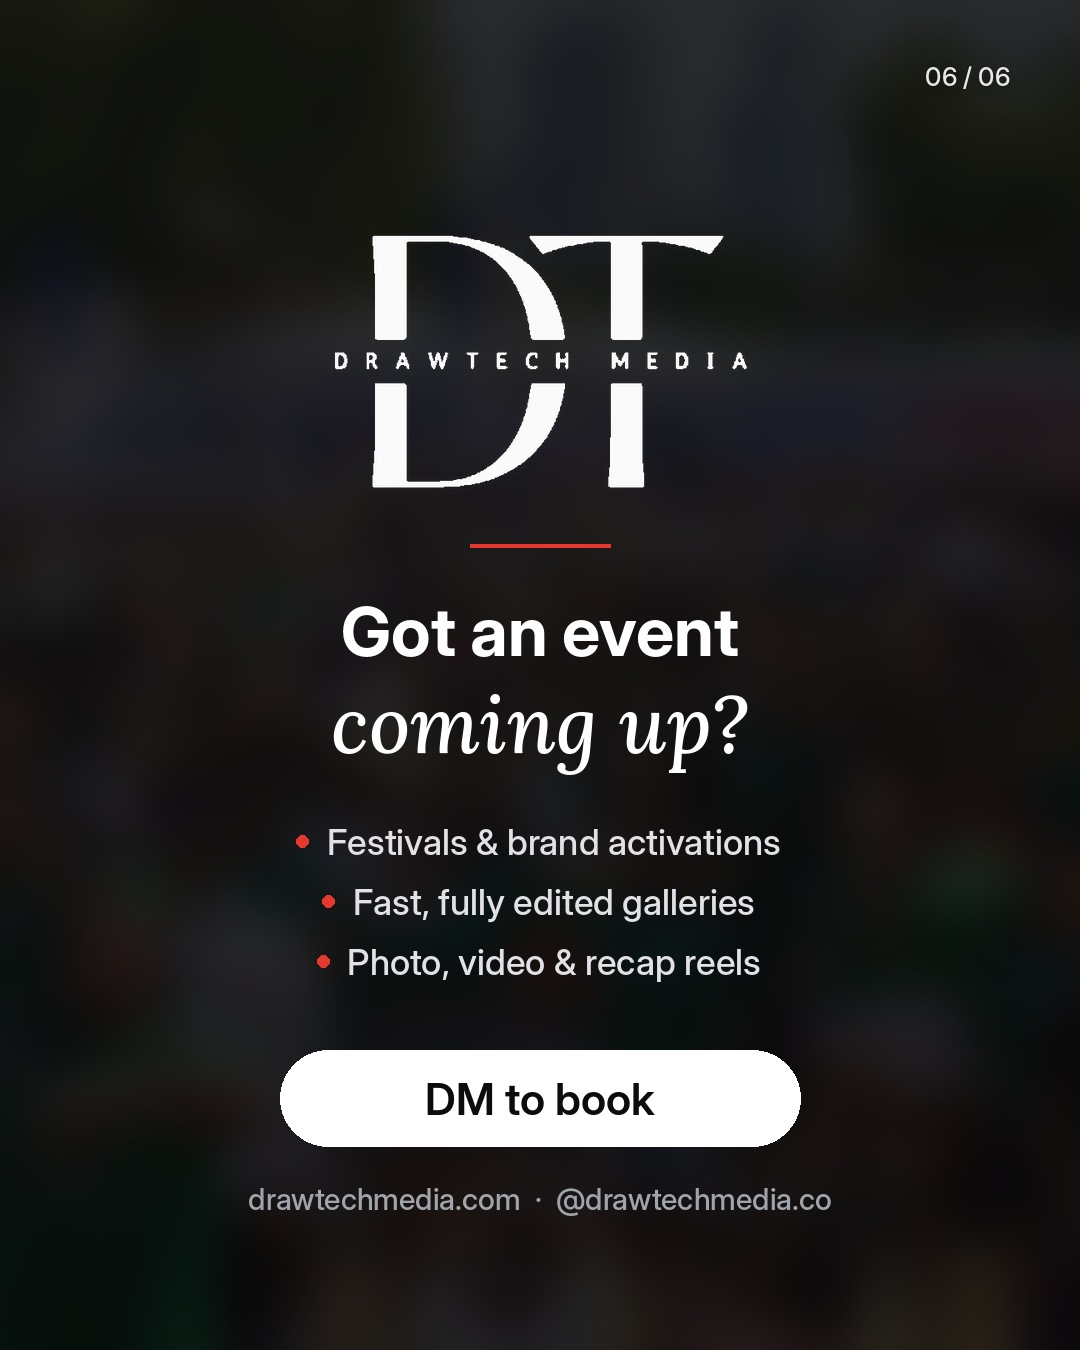 06 / 06
DT
DRAWTECH MEDIA
Got an event
coming up?
• Festivals & brand activations
• Fast, fully edited galleries
• Photo, video & recap reels
DM to book
drawtechmedia.com · @drawtechmedia.co